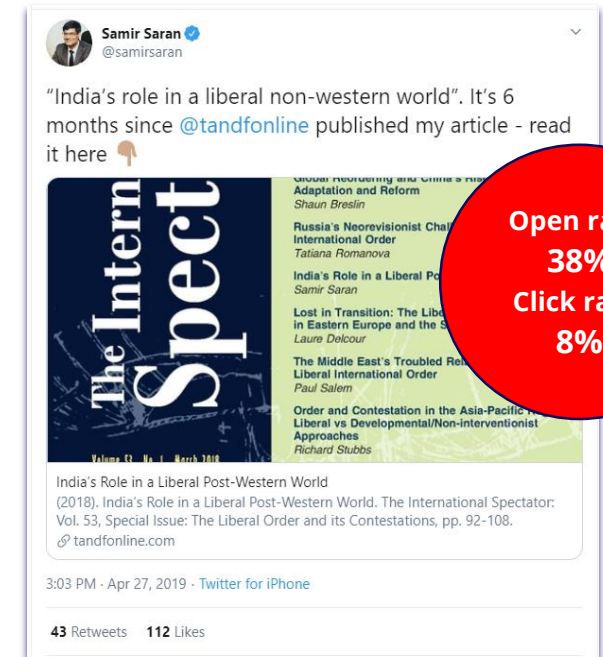 Samir Saran
@samirsaran
“India’s role in a liberal non-western world”. It’s 6
months since @tandfonline published my article - read
it here
The Intern
Spect
Volume 53 No 1 March 2018
Global Reordering and China's
Adaptation and Reform
Shaun Breslin
Russia's Neorevisionist
International Order
Tatiana Romanova
India's Role in a Liberal
Samir Saran
Lost in Transition: The
in Eastern Europe and the
Laure Delcour
The Middle East's Troubled
Liberal International Order
Paul Salem
Order and Contestation in the Asia-Pacific
Liberal vs Developmental/Non-interventionist
Approaches
Richard Stubbs
Open
38%
Click
8%
India’s Role in a Liberal Post-Western World
(2018). India’s Role in a Liberal Post-Western World. The International Spectator:
Vol. 53, Special Issue: The Liberal Order and its Contestations, pp. 92-108.
tandfonline.com
3:03 PM · Apr 27, 2019 · Twitter for iPhone
43 Retweets 112 Likes